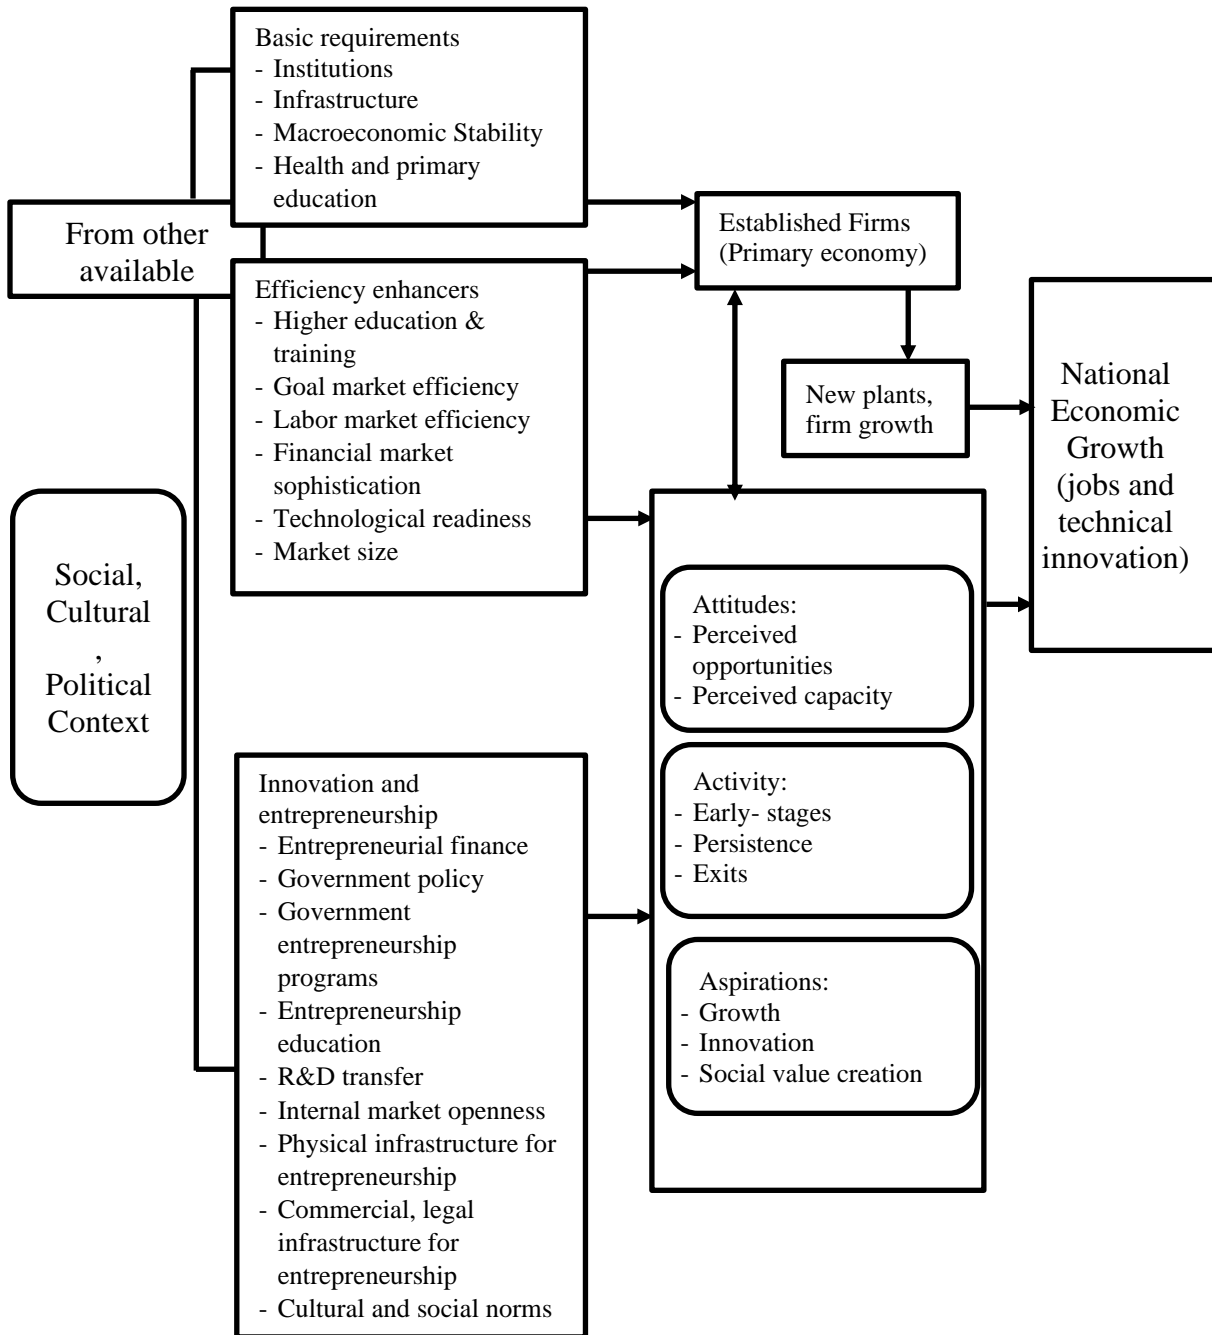 Basic requirements
- Institutions
- Infrastructure
- Macroeconomic Stability
- Health and primary
education
From other
available
Efficiency enhancers
- Higher education &
training
- Goal market efficiency
- Labor market efficiency
- Financial market
sophistication
- Technological readiness
- Market size
Social,
Cultural
,
Political
Context
Innovation and
entrepreneurship
- Entrepreneurial finance
- Government policy
- Government
entrepreneurship
programs
- Entrepreneurship
education
- R&D transfer
- Internal market openness
- Physical infrastructure for
entrepreneurship
- Commercial, legal
infrastructure for
entrepreneurship
- Cultural and social norms
Established Firms
(Primary economy)
New plants,
firm growth
Attitudes:
- Perceived
opportunities
- Perceived capacity
Activity:
- Early- stages
- Persistence
- Exits
Aspirations:
- Growth
- Innovation
- Social value creation
National
Economic
Growth
(jobs and
technical
innovation)